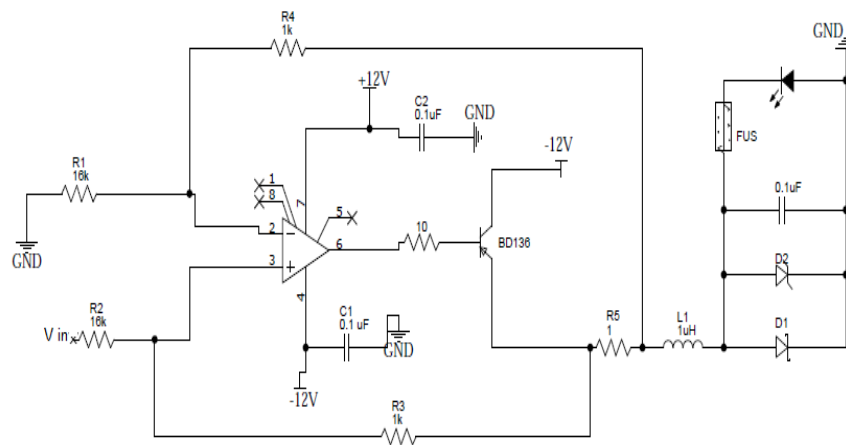 R4
1k
GND
+12V
C2
0.1uF
GND
FUS
-12V
R1
16k
1
8
7
5
2
6
3
4
10
BD136
0.1uF
GND
D2
R2
16k
V in
C1
0.1 uF
GND
R5
1
L1
1uH
D1
-12V
R3
1k